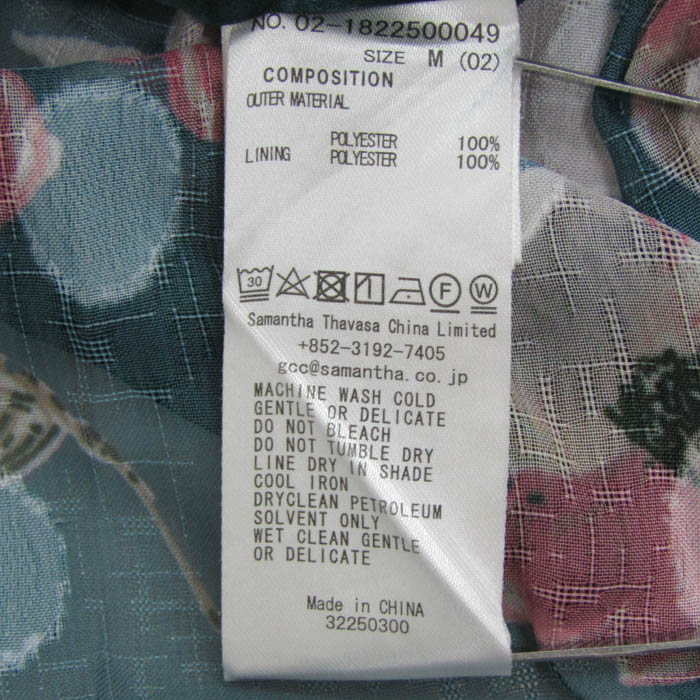 NO. 02-1822500049
SIZE M (02)
COMPOSITION
OUTER MATERIAL
POLYESTER 100%
LINING POLYESTER 100%
30 F W
Samantha Thavasa China Limited
+852-3192-7405
gcc@samantha.co.jp
MACHINE WASH COLD
GENTLE OR DELICATE
DO NOT BLEACH
DO NOT TUMBLE DRY
LINE DRY IN SHADE
COOL IRON
DRYCLEAN PETROLEUM
SOLVENT ONLY
WET CLEAN GENTLE
OR DELICATE
Made in CHINA
32250300